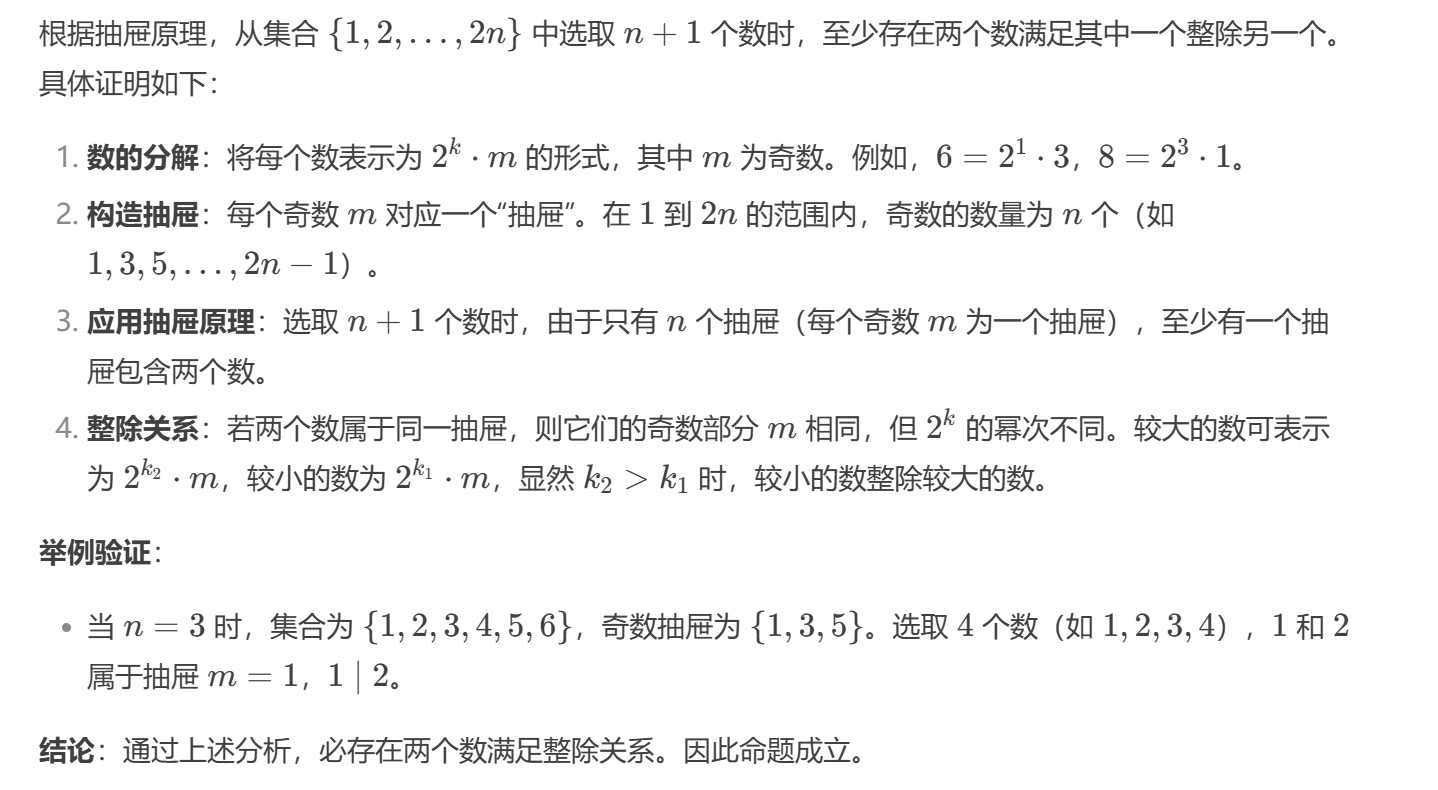 根据抽屉原理，从集合 {1, 2, . . . , 2n} 中选取 n + 1 个数时，至少存在两个数满足其中一个整除另一个。
具体证明如下：
1. 数的分解：将每个数表示为 2^k · m 的形式，其中 m 为奇数。例如，6 = 2^1 · 3，8 = 2^3 · 1。
2. 构造抽屉：每个奇数 m 对应一个“抽屉”。在 1 到 2n 的范围内，奇数的数量为 n 个（如
1, 3, 5, . . . , 2n − 1）。
3. 应用抽屉原理：选取 n + 1 个数时，由于只有 n 个抽屉（每个奇数 m 为一个抽屉），至少有一个抽
屉包含两个数。
4. 整除关系：若两个数属于同一抽屉，则它们的奇数部分 m 相同，但 2^k 的幂次不同。较大的数可表示
为 2^{k_2} · m，较小的数为 2^{k_1} · m，显然 k_2 > k_1 时，较小的数整除较大的数。
举例验证：
• 当 n = 3 时，集合为 {1, 2, 3, 4, 5, 6}，奇数抽屉为 {1, 3, 5}。选取 4 个数（如 1, 2, 3, 4），1 和 2
属于抽屉 m = 1，1 | 2。
结论：通过上述分析，必存在两个数满足整除关系。因此命题成立。